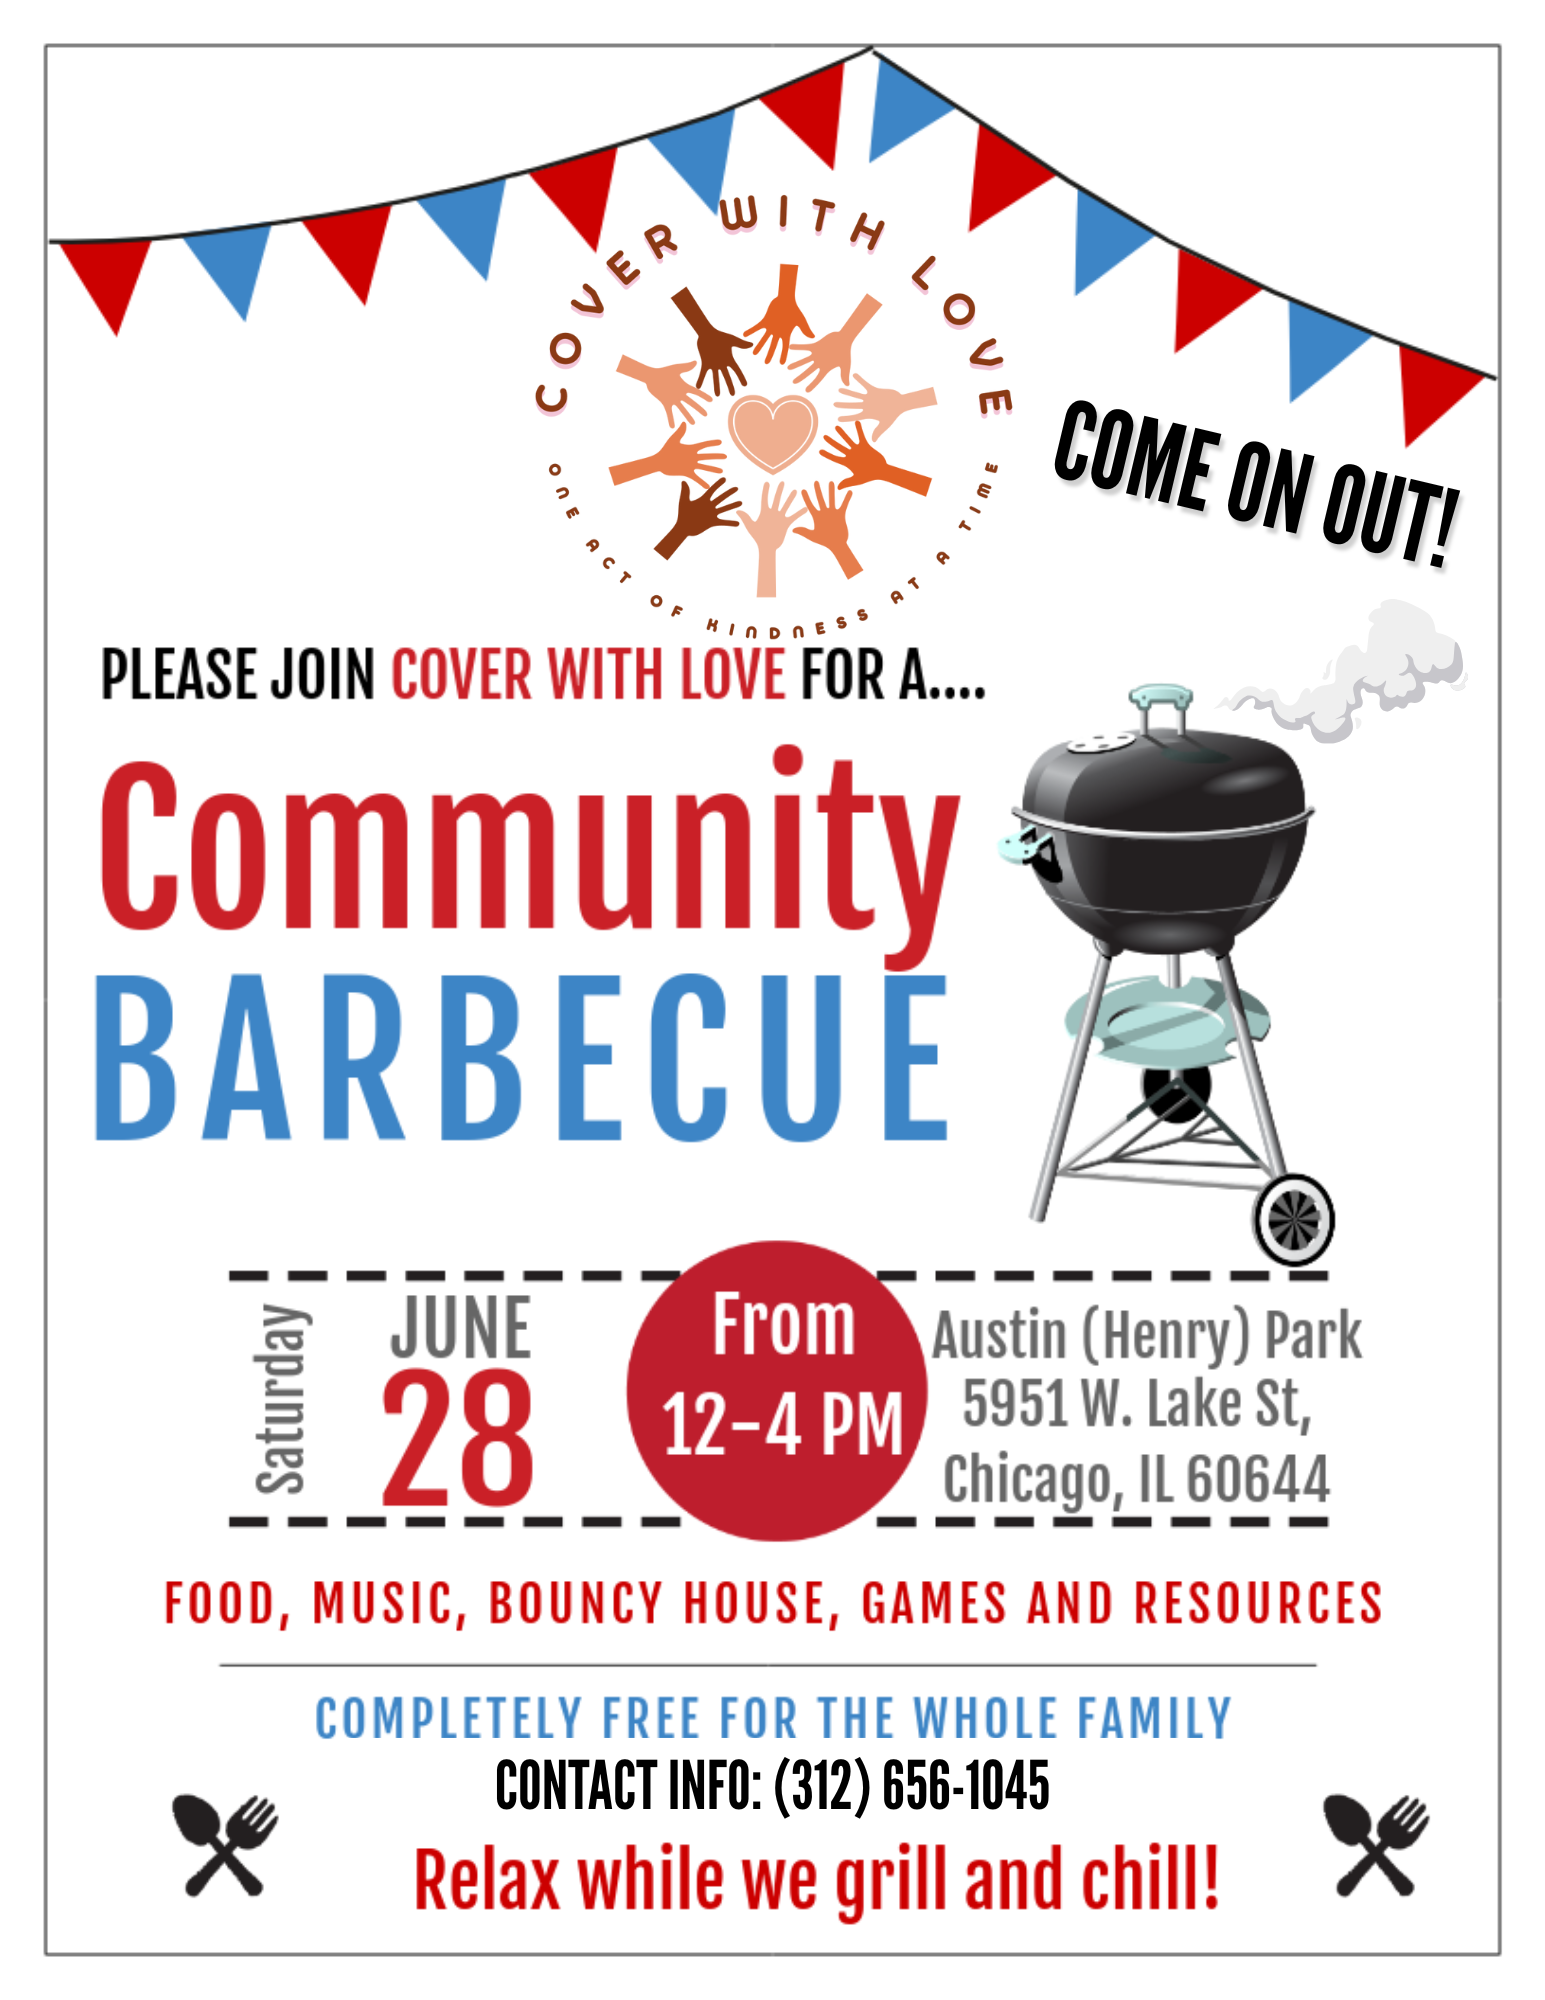 COVER WITH LOVE
ONE ACT OF KINDNESS AT A TIME
COME ON OUT!
PLEASE JOIN COVER WITH LOVE FOR A....
Community
BARBECUE
Saturday
JUNE
28
From
12-4 PM
Austin (Henry) Park
5951 W. Lake St,
Chicago, IL 60644
FOOD, MUSIC, BOUNCY HOUSE, GAMES AND RESOURCES
COMPLETELY FREE FOR THE WHOLE FAMILY
CONTACT INFO: (312) 656-1045
Relax while we grill and chill!